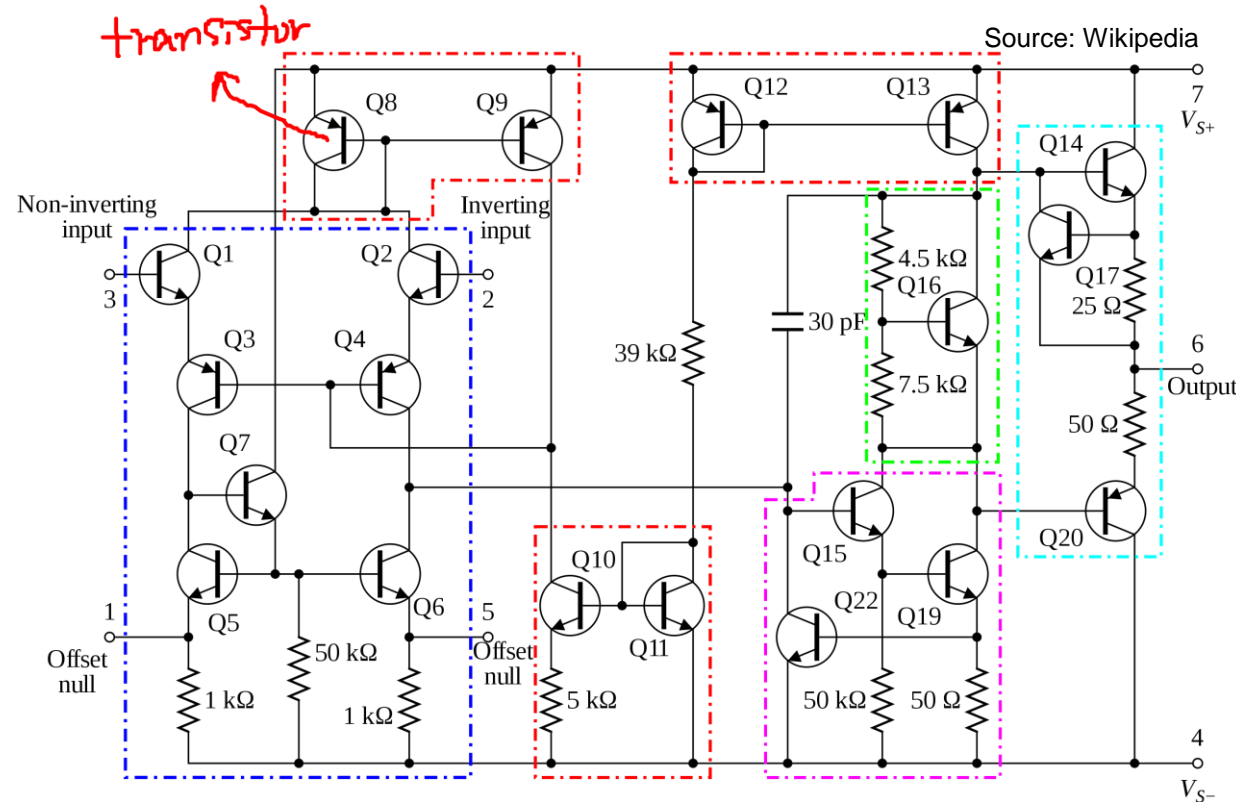 transistor
Source: Wikipedia
Q8
Q9
Q12
Q13
7
VS+
Q14
Non-inverting
input
Inverting
input
Q1
Q2
3
2
4.5 kΩ
Q16
Q17
25 Ω
30 pF
Q3
Q4
39 kΩ
7.5 kΩ
6
Output
50 Ω
Q7
Q15
Q20
Q10
Q22
Q19
1
Q5
Q6
5
Q11
Offset
null
50 kΩ
Offset
null
1 kΩ
1 kΩ
5 kΩ
50 kΩ
50 Ω
4
VS−